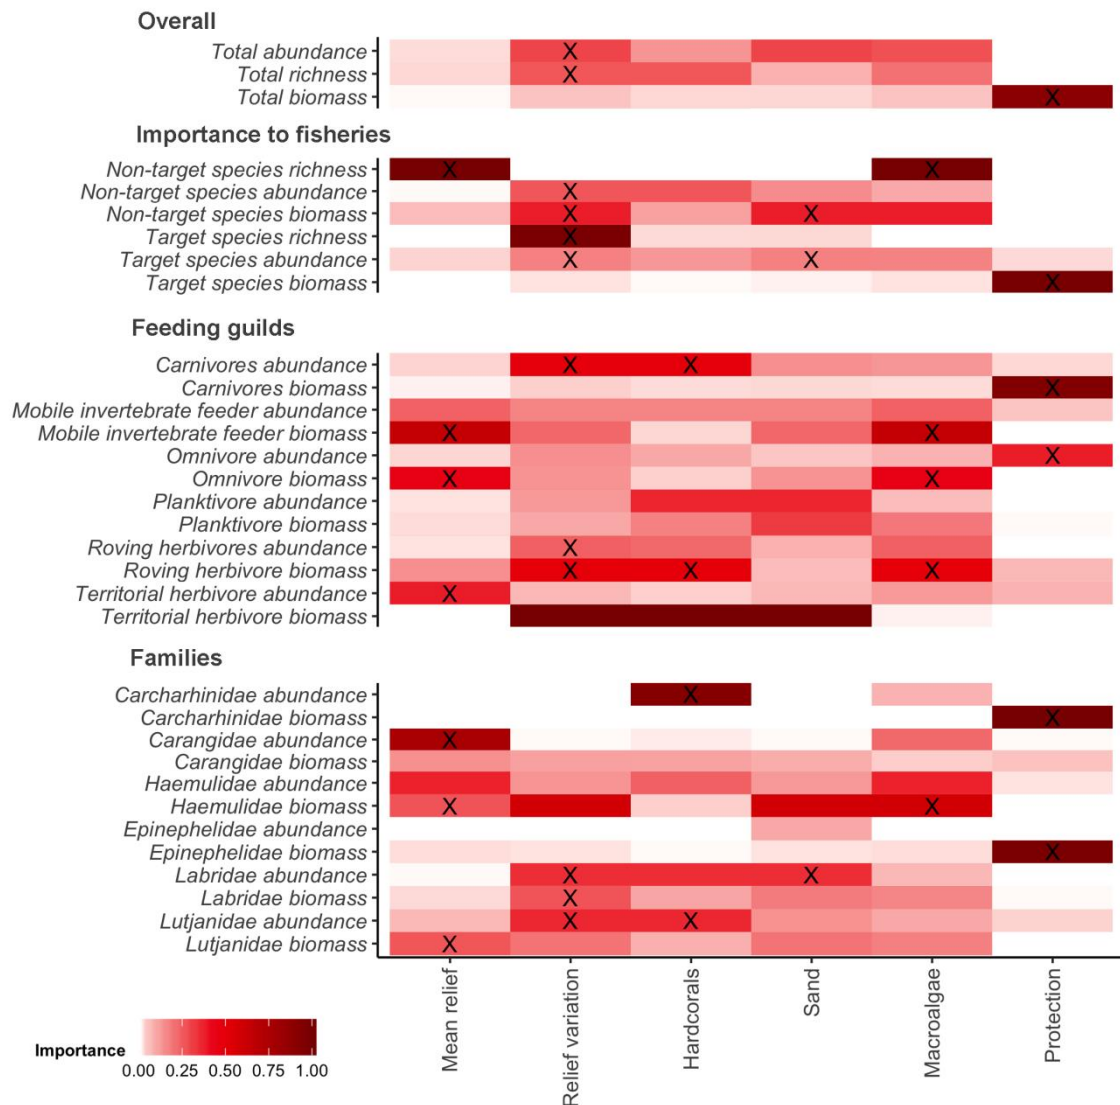 Overall
Total abundance X
Total richness X
Total biomass X
Importance to fisheries
Non-target species richness X X
Non-target species abundance X
Non-target species biomass X X
Target species richness X
Target species abundance X X
Target species biomass X
Feeding guilds
Carnivores abundance X X
Carnivores biomass X
Mobile invertebrate feeder abundance
Mobile invertebrate feeder biomass X X
Omnivore abundance X
Omnivore biomass X X
Planktivore abundance
Planktivore biomass
Roving herbivores abundance X
Roving herbivore biomass X X X
Territorial herbivore abundance X
Territorial herbivore biomass
Families
Carcharhinidae abundance X
Carcharhinidae biomass X
Carangidae abundance X
Carangidae biomass
Haemulidae abundance
Haemulidae biomass X X
Epinephelidae abundance
Epinephelidae biomass X
Labridae abundance X X
Labridae biomass X
Lutjanidae abundance X X
Lutjanidae biomass X
Mean relief
Relief variation
Hardcorals
Sand
Macroalgae
Protection
Importance
0.00 0.25 0.50 0.75 1.00